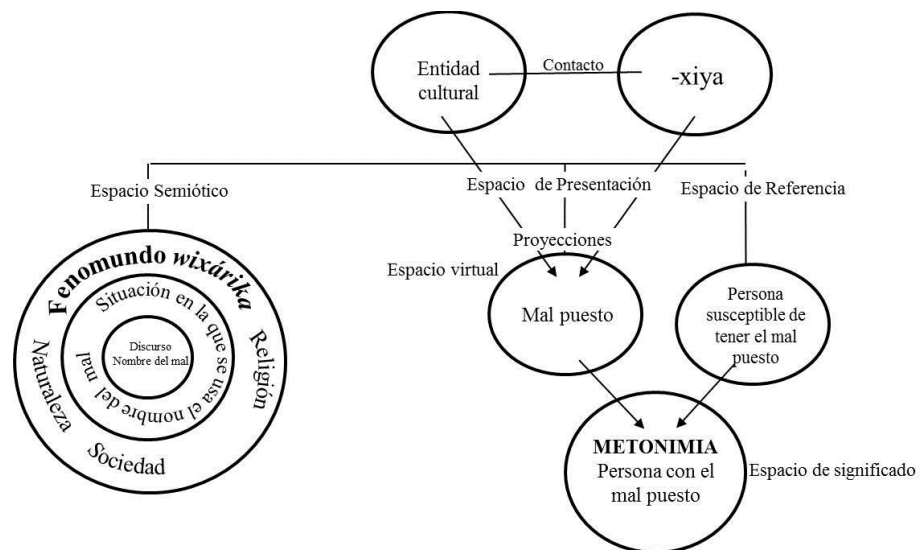 Entidad
cultural
Contacto
-xiya
Espacio Semiótico
Espacio de Presentación
Espacio de Referencia
Proyecciones
Espacio virtual
Fenomundo wixárika
Religión
Naturaleza
Sociedad
Situación en la que se usa el nombre del mal
Discurso
Nombre del mal
Mal puesto
Persona
susceptible de
tener el mal
puesto
METONIMIA
Persona con el
mal puesto
Espacio de significado